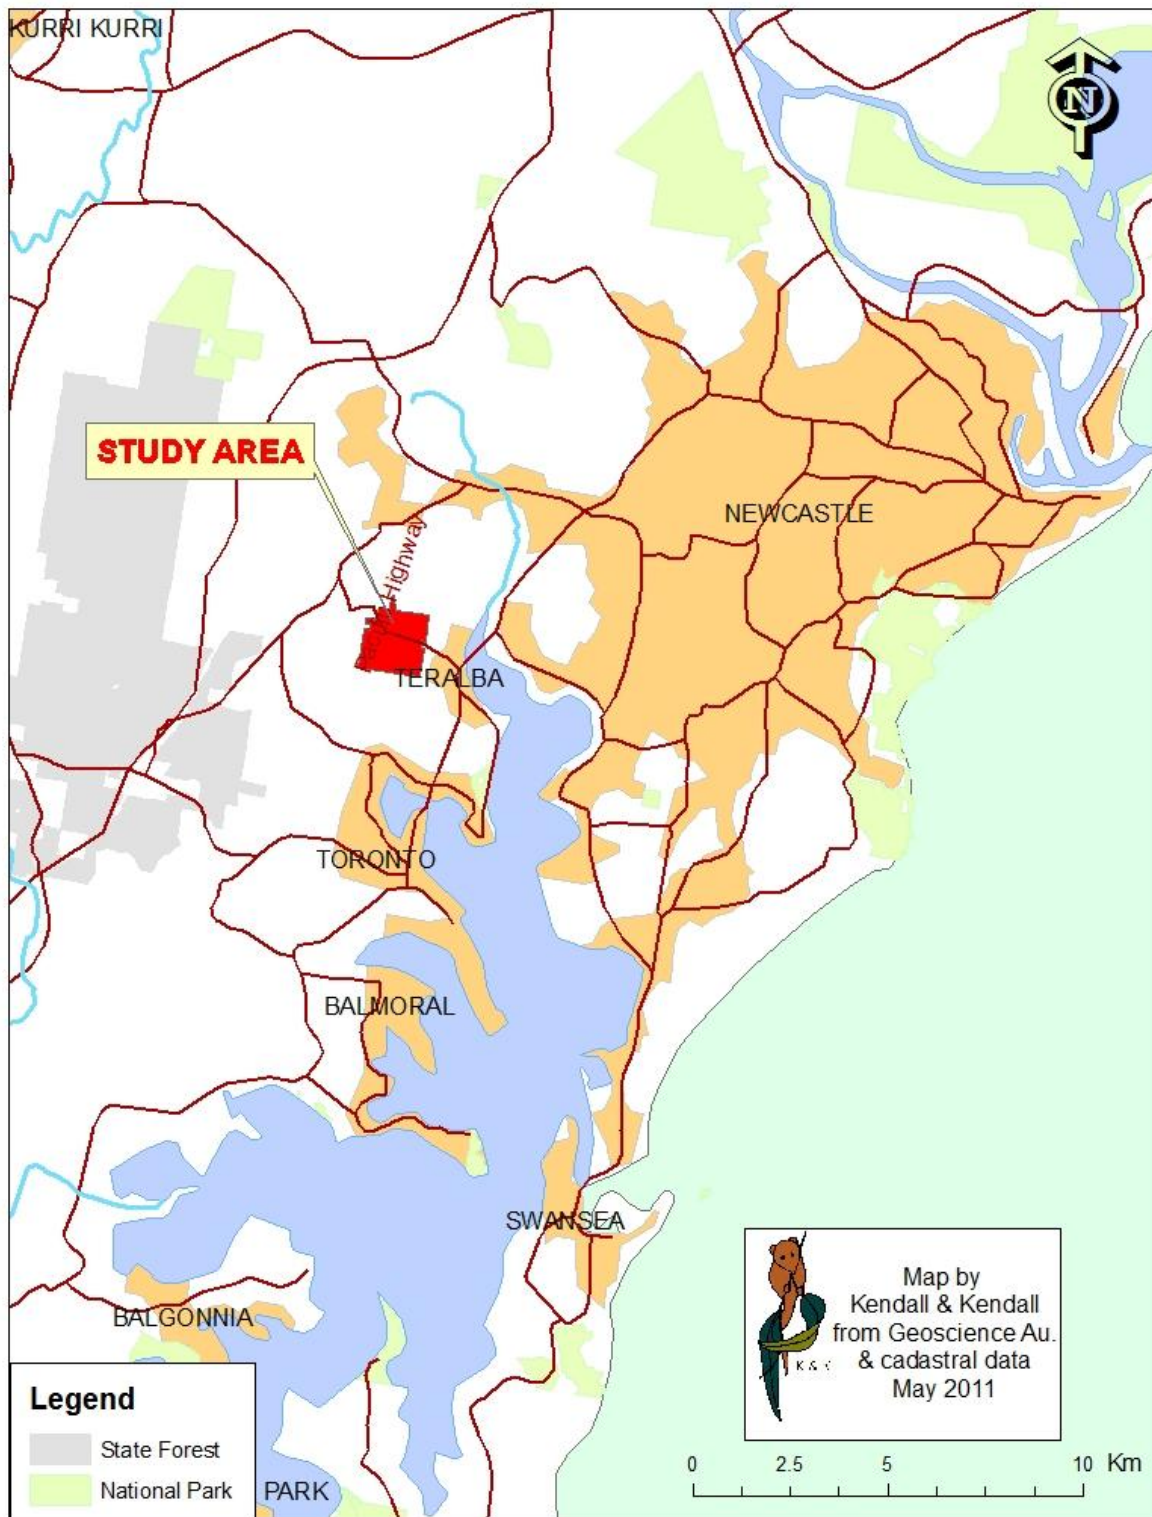 KURRI KURRI
N
STUDY AREA
NEWCASTLE
Highway
TERALBA
TORONTO
BALMORAL
SWANSEA
BALGONNIA
Map by
Kendall & Kendall
from Geoscience Au.
& cadastral data
May 2011
K & K
Legend
State Forest
National Park
PARK
0 2.5 5 10 Km